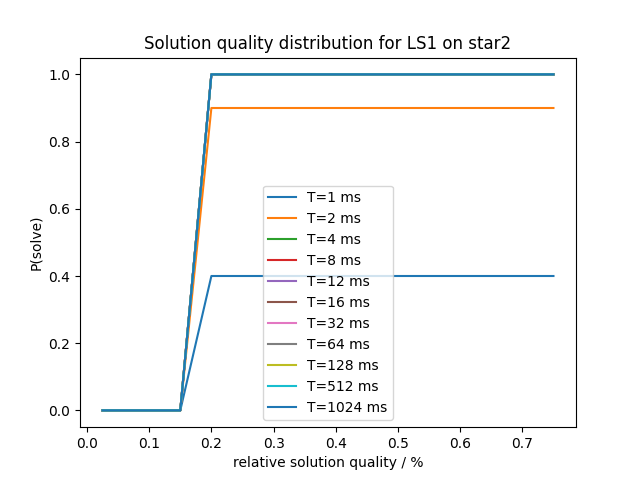 Solution quality distribution for LS1 on star2
P(solve)
1.0
0.8
0.6
0.4
0.2
0.0
T=1 ms
T=2 ms
T=4 ms
T=8 ms
T=12 ms
T=16 ms
T=32 ms
T=64 ms
T=128 ms
T=512 ms
T=1024 ms
0.0 0.1 0.2 0.3 0.4 0.5 0.6 0.7
relative solution quality / %